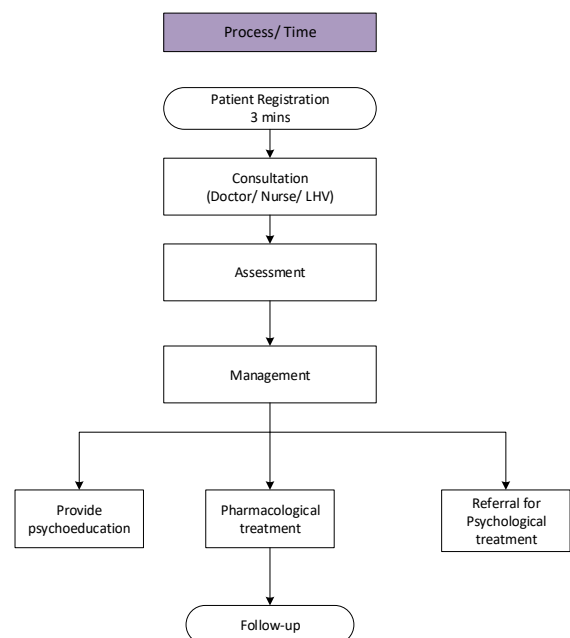 Process/ Time
Patient Registration
3 mins
Consultation
(Doctor/ Nurse/ LHV)
Assessment
Management
Provide
psychoeducation
Pharmacological
treatment
Referral for
Psychological
treatment
Follow-up